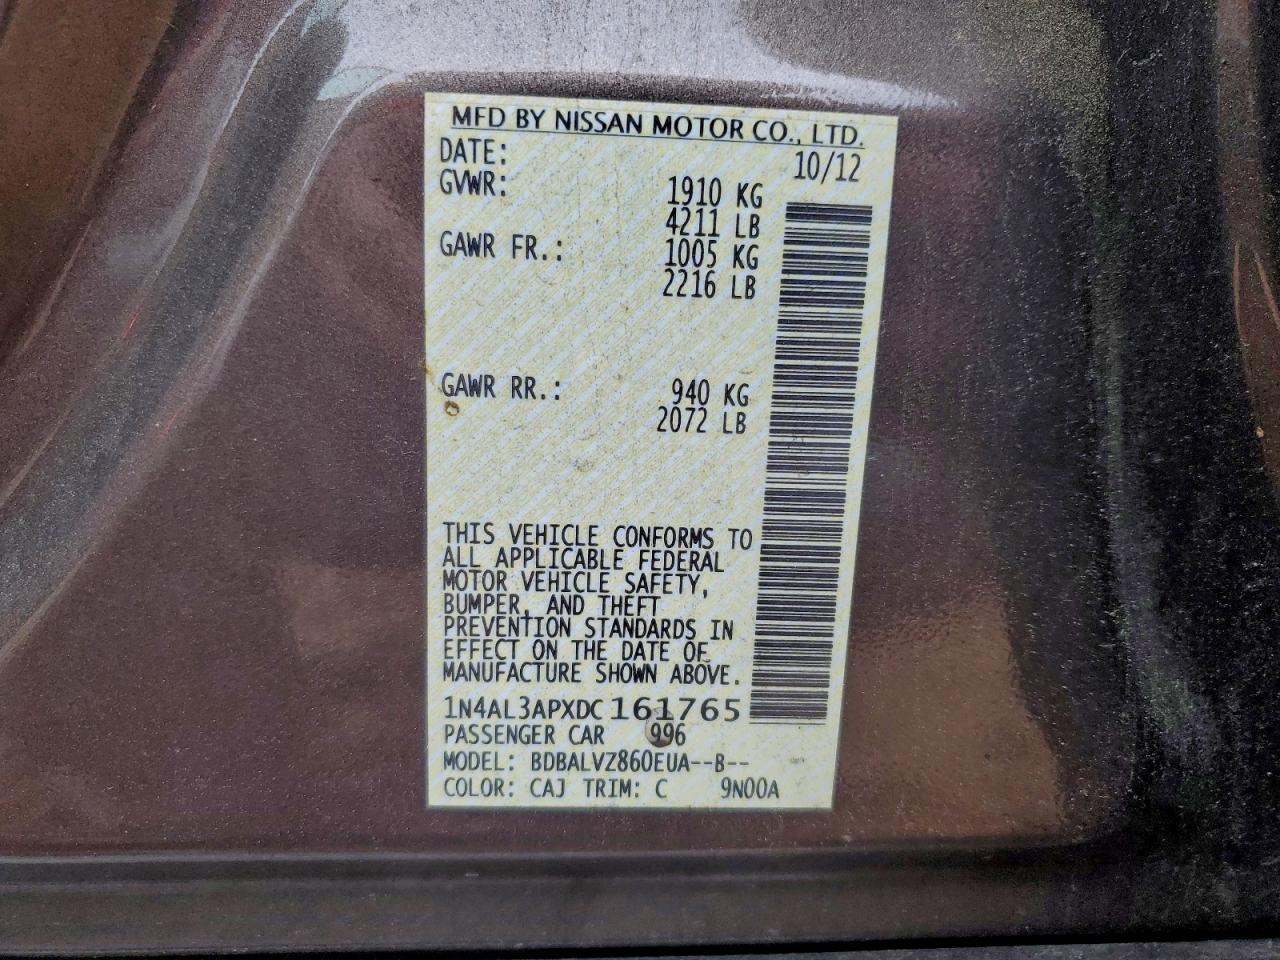 MFD BY NISSAN MOTOR CO., LTD.
DATE: 10/12
GVWR: 1910 KG
4211 LB
GAWR FR.: 1005 KG
2216 LB
GAWR RR.: 940 KG
2072 LB
THIS VEHICLE CONFORMS TO
ALL APPLICABLE FEDERAL
MOTOR VEHICLE SAFETY,
BUMPER, AND THEFT
PREVENTION STANDARDS IN
EFFECT ON THE DATE OF
MANUFACTURE SHOWN ABOVE.
1N4AL3APXDC161765
PASSENGER CAR 996
MODEL: BDBALVZ860EUA--B--
COLOR: CAJ TRIM: C 9N00A